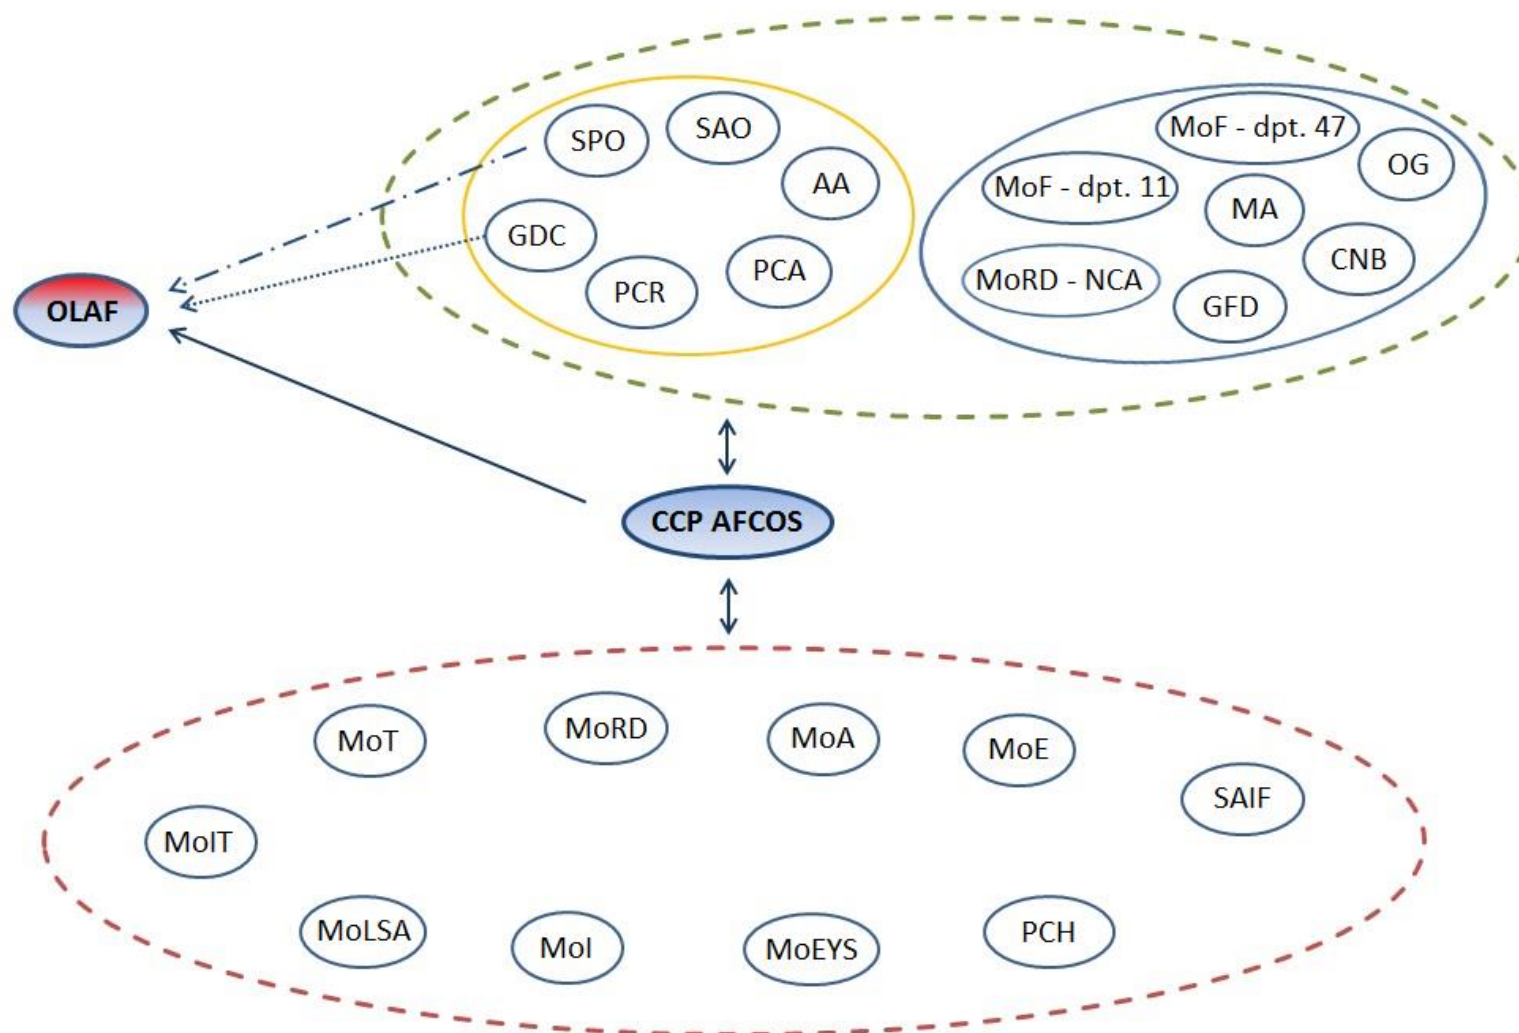 SPO
SAO
AA
GDC
PCR
PCA
MoF - dpt. 47
MoF - dpt. 11
OG
MA
CNB
MoRD - NCA
GFD
OLAF
CCP AFCOS
MoT
MoRD
MoA
MoE
SAIF
MoIT
MoLSA
MoI
MoEYS
PCH